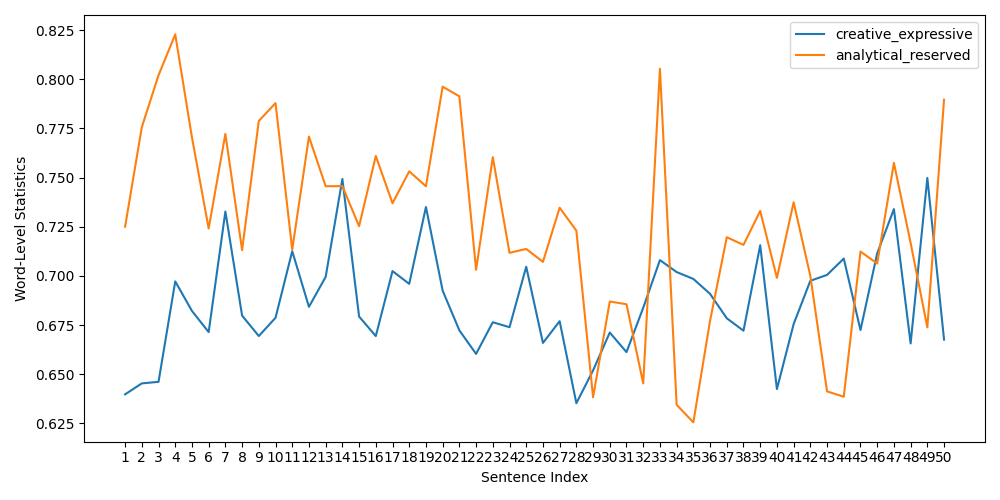 0.825
0.800
0.775
0.750
0.725
0.700
0.675
0.650
0.625
Word-Level Statistics
creative_expressive
analytical_reserved
1 2 3 4 5 6 7 8 9 10 11 12 13 14 15 16 17 18 19 20 21 22 23 24 25 26 27 28 29 30 31 32 33 34 35 36 37 38 39 40 41 42 43 44 45 46 47 48 49 50
Sentence Index